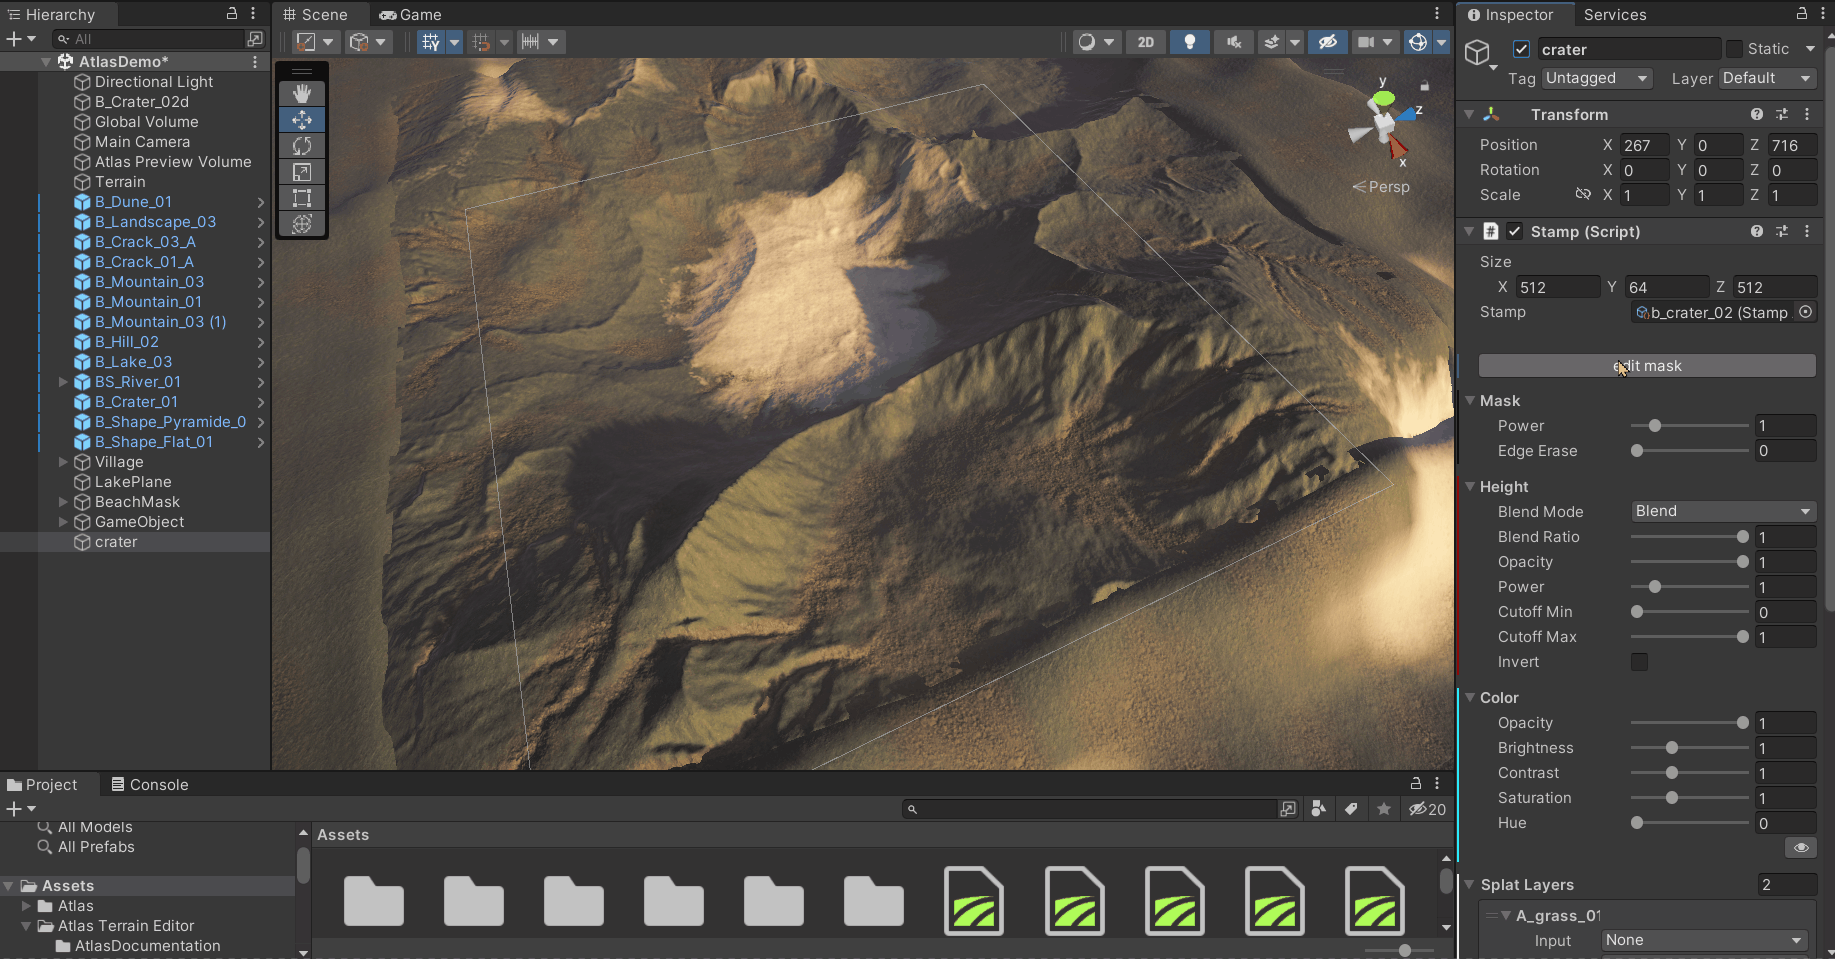 Hierarchy
All
AtlasDemo*
Directional Light
B_Crater_02d
Global Volume
Main Camera
Atlas Preview Volume
Terrain
B_Dune_01
B_Landscape_03
B_Crack_03_A
B_Crack_01_A
B_Mountain_03
B_Mountain_01
B_Mountain_03 (1)
B_Hill_02
B_Lake_03
BS_River_01
B_Crater_01
B_Shape_Pyramide_0
B_Shape_Flat_01
Village
LakePlane
BeachMask
GameObject
crater
Scene
Game
2D
y
z
x
Persp
Inspector
Services
crater
Static
Tag Untagged
Layer Default
Transform
Position X 267 Y 0 Z 716
Rotation X 0 Y 0 Z 0
Scale X 1 Y 1 Z 1
# Stamp (Script)
Size
X 512 Y 64 Z 512
Stamp b_crater_02 (Stamp
edit mask
Mask
Power 1
Edge Erase 0
Height
Blend Mode Blend
Blend Ratio 1
Opacity 1
Power 1
Cutoff Min 0
Cutoff Max 1
Invert
Color
Opacity 1
Brightness 1
Contrast 1
Saturation 1
Hue 0
Splat Layers 2
A_grass_01
Input None
Project
Console
20
All Models
All Prefabs
Assets
Atlas
Atlas Terrain Editor
AtlasDocumentation
Assets